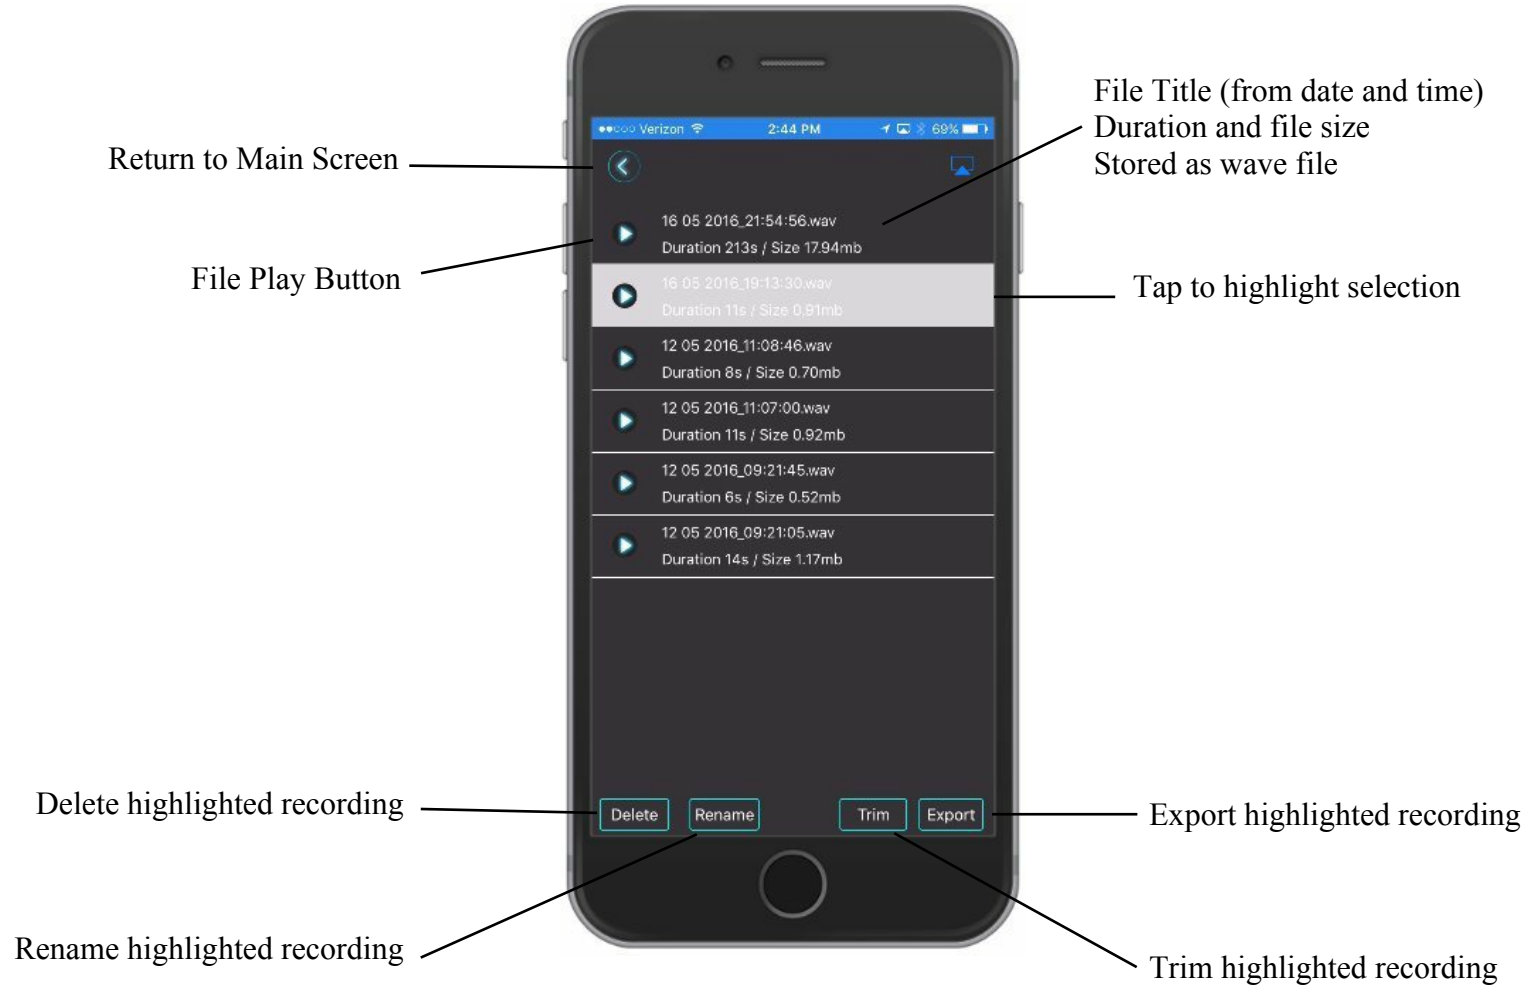 File Title (from date and time)
Duration and file size
Stored as wave file
Verizon
2:44 PM
69%
Return to Main Screen
16 05 2016_21:54:56.wav
Duration 213s / Size 17.94mb
File Play Button
16 05 2016_19:13:30.wav
Duration 11s / Size 0.91mb
Tap to highlight selection
12 05 2016_11:08:46.wav
Duration 8s / Size 0.70mb
12 05 2016_11:07:00.wav
Duration 11s / Size 0.92mb
12 05 2016_09:21:45.wav
Duration 6s / Size 0.52mb
12 05 2016_09:21:05.wav
Duration 14s / Size 1.17mb
Delete highlighted recording
Delete
Rename
Trim
Export
Export highlighted recording
Rename highlighted recording
Trim highlighted recording